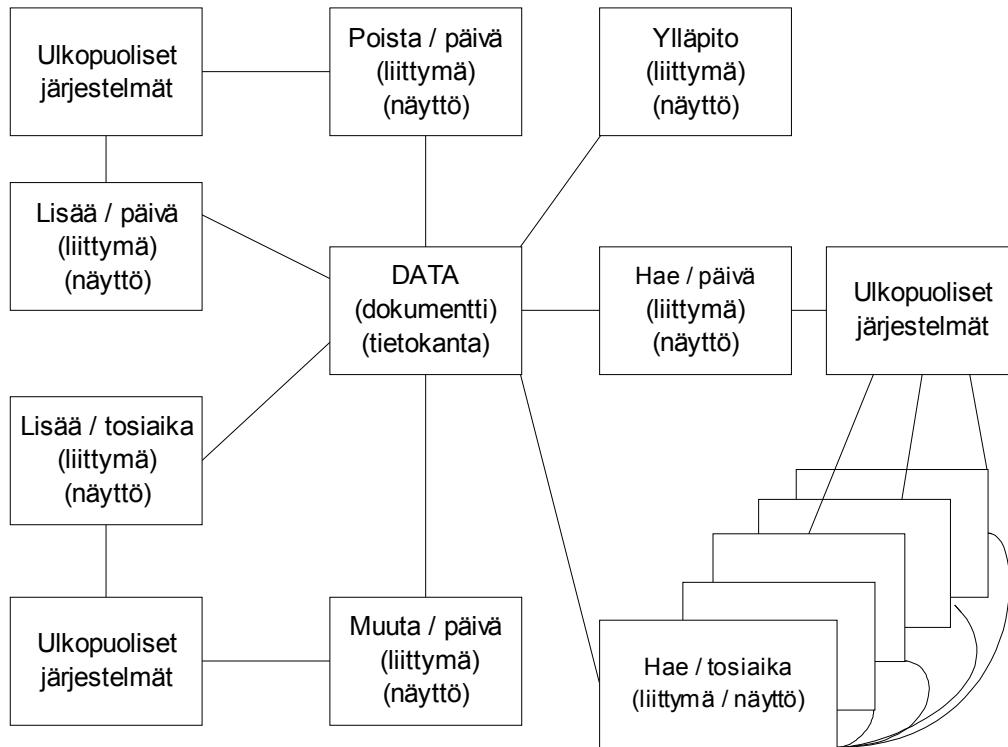 Ulkopuoliset
järjestelmät
Poista / päivä
(liittymä)
(näyttö)
Ylläpito
(liittymä)
(näyttö)
Lisää / päivä
(liittymä)
(näyttö)
DATA
(dokumentti)
(tietokanta)
Hae / päivä
(liittymä)
(näyttö)
Ulkopuoliset
järjestelmät
Lisää / tosiaika
(liittymä)
(näyttö)
Ulkopuoliset
järjestelmät
Muuta / päivä
(liittymä)
(näyttö)
Hae / tosiaika
(liittymä / näyttö)